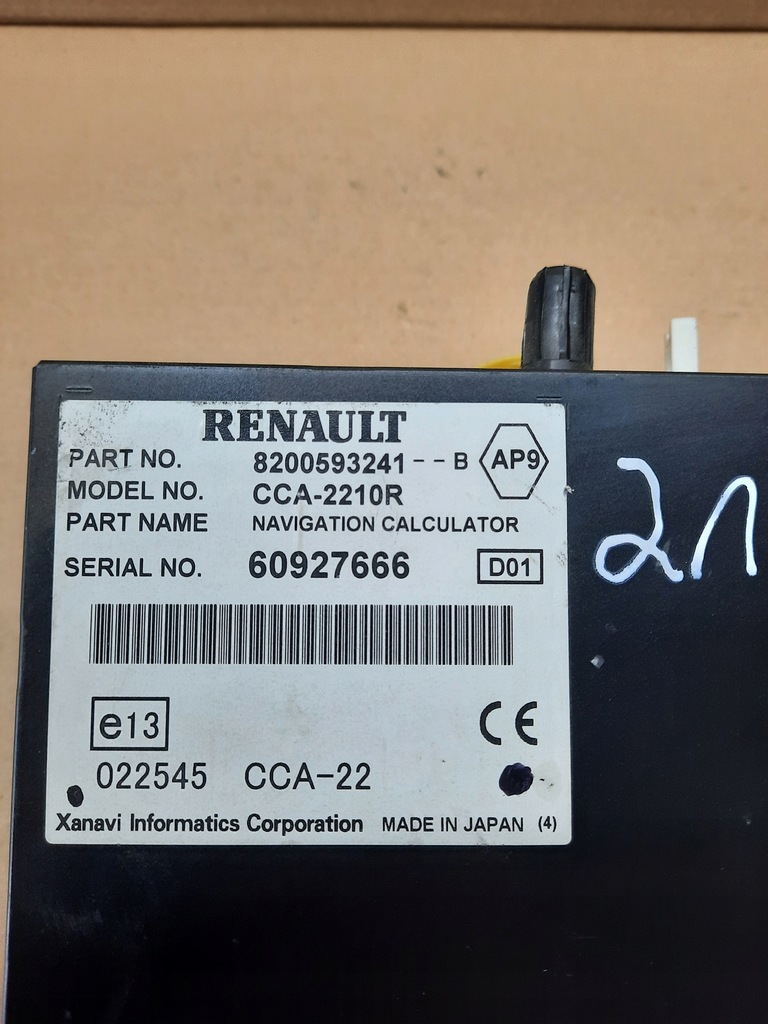 RENAULT
PART NO. 8200593241 - - B AP9
MODEL NO. CCA-2210R
PART NAME NAVIGATION CALCULATOR
SERIAL NO. 60927666 D01
e13
CE
022545 CCA-22
Xanavi Informatics Corporation MADE IN JAPAN (4)